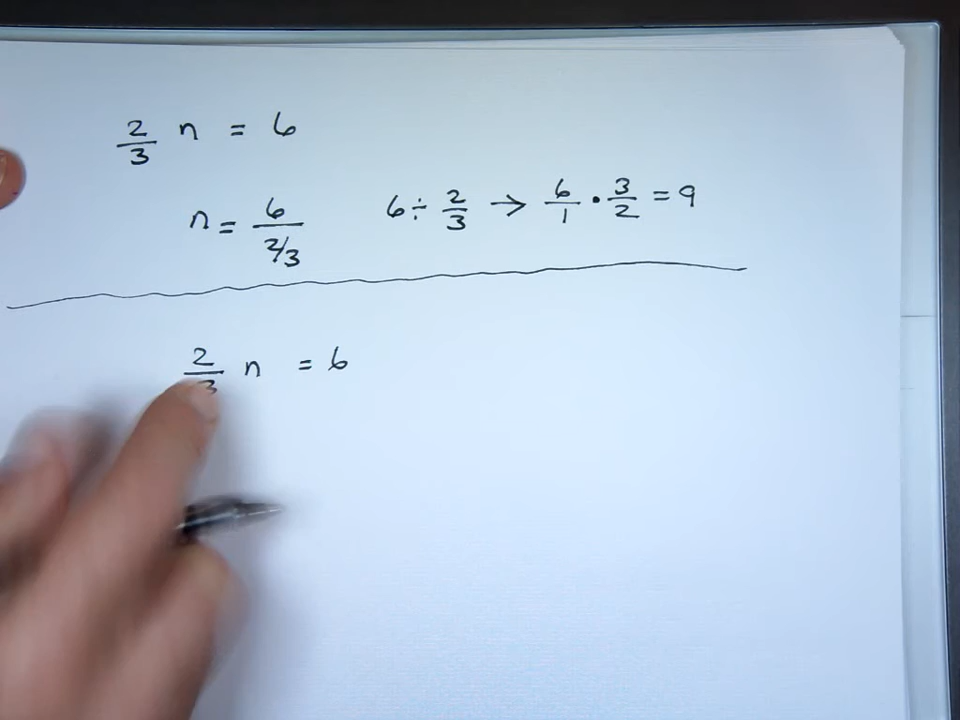 2/3 n = 6
n = 6/(2/3) 6 ÷ 2/3 → 6/1 · 3/2 = 9
2/3 n = 6